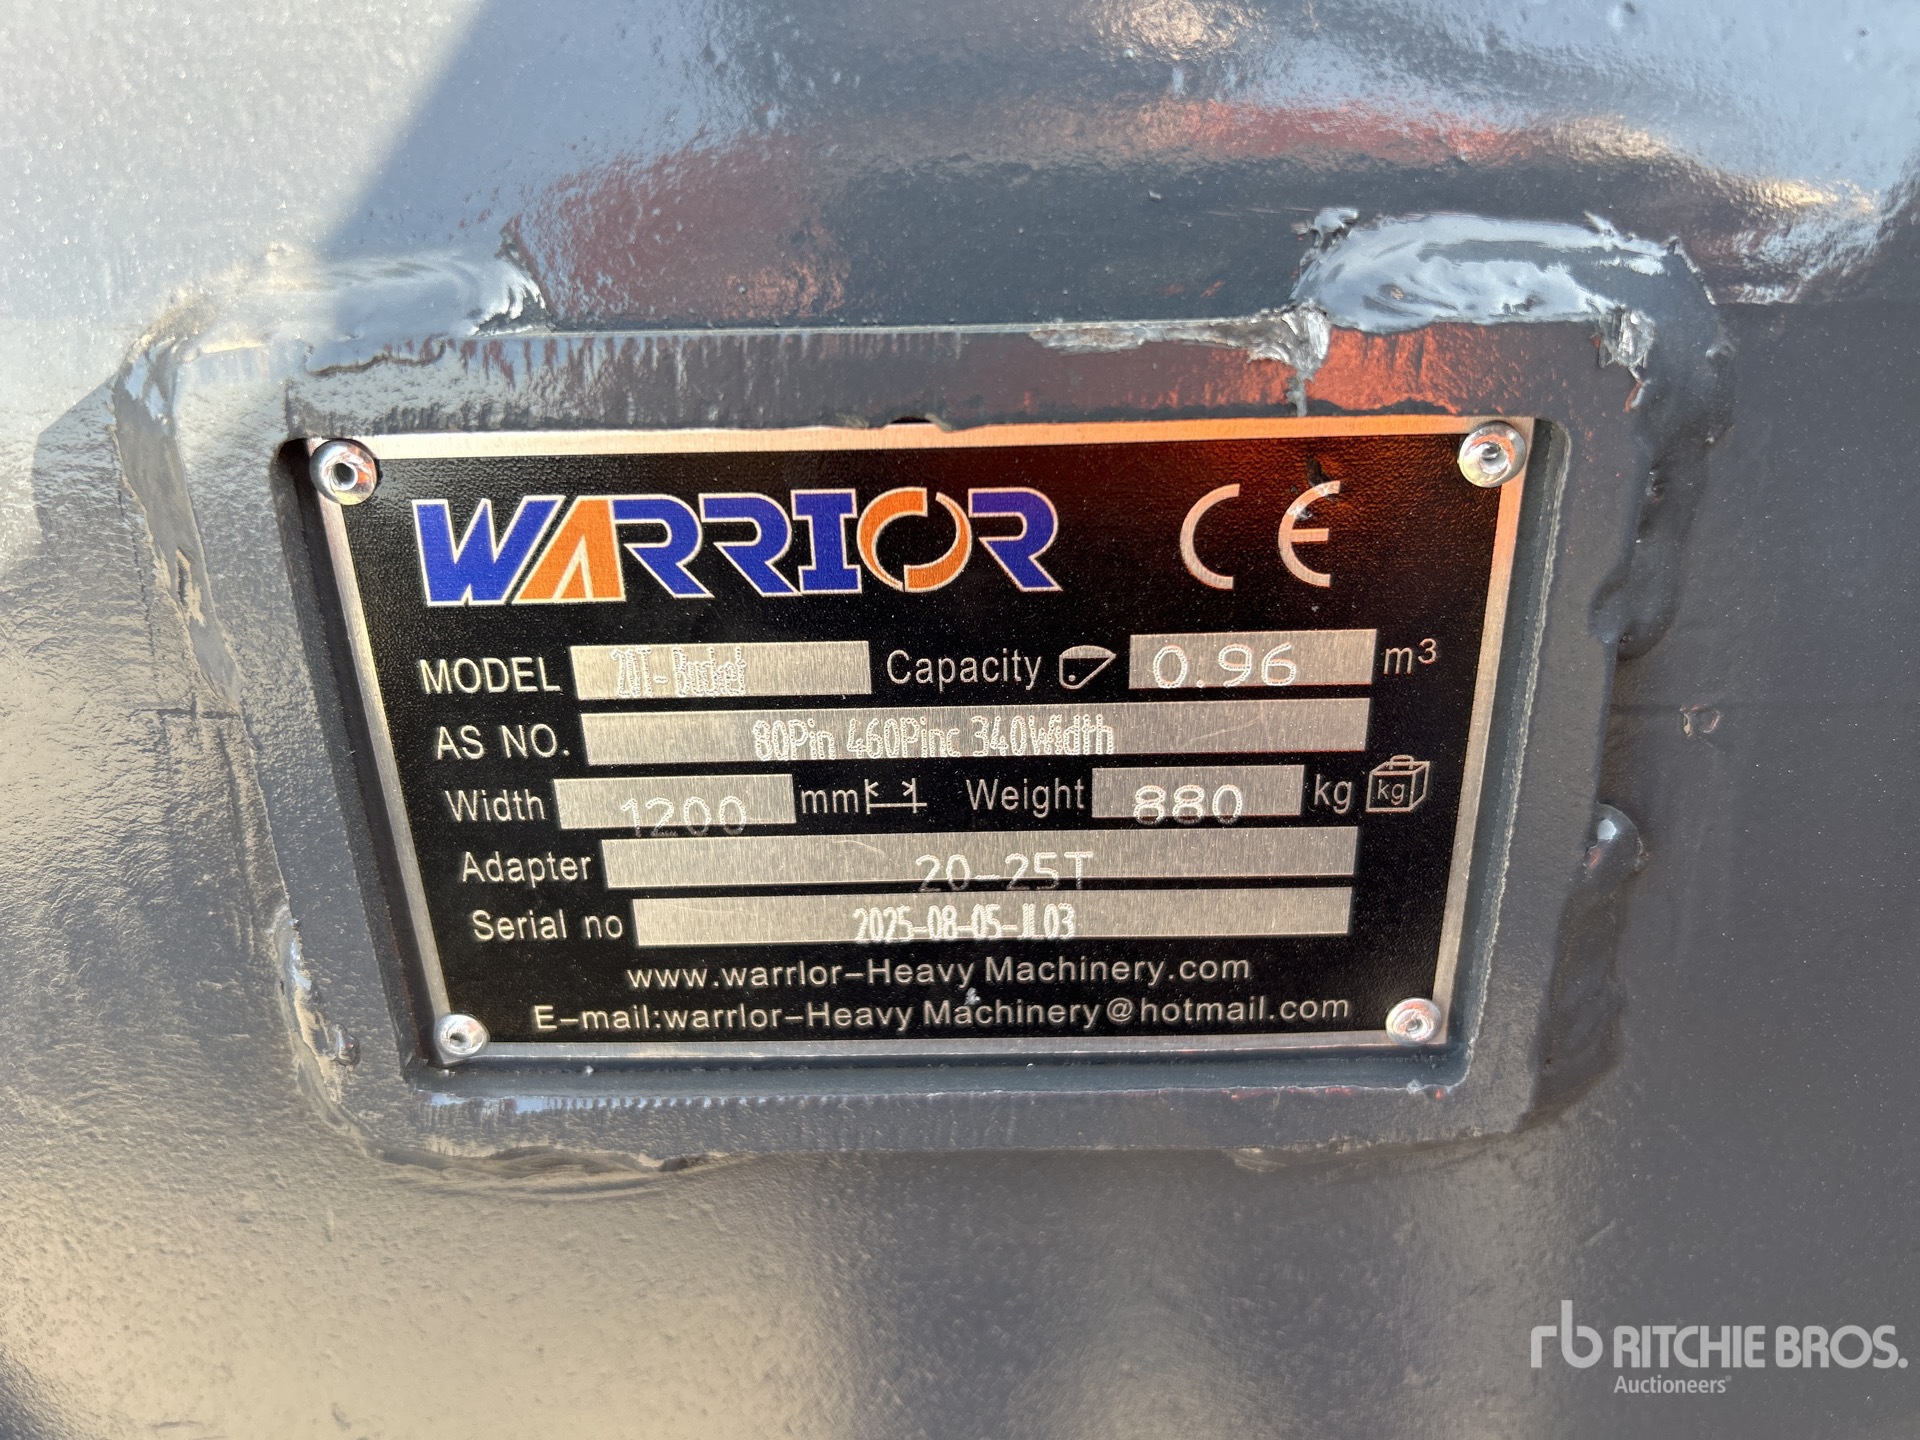 WARRIOR CE
MODEL 20T-Bucket Capacity 0.96 m³
AS NO. 80Pin 460Pinc 340Width
Width 1200 mm Weight 880 kg kg
Adapter 20-25T
Serial no 2025-08-05-JL03
www.warrlor-Heavy Machinery.com
E-mail:warrlor-Heavy Machinery@hotmail.com
rb RITCHIE BROS.
Auctioneers